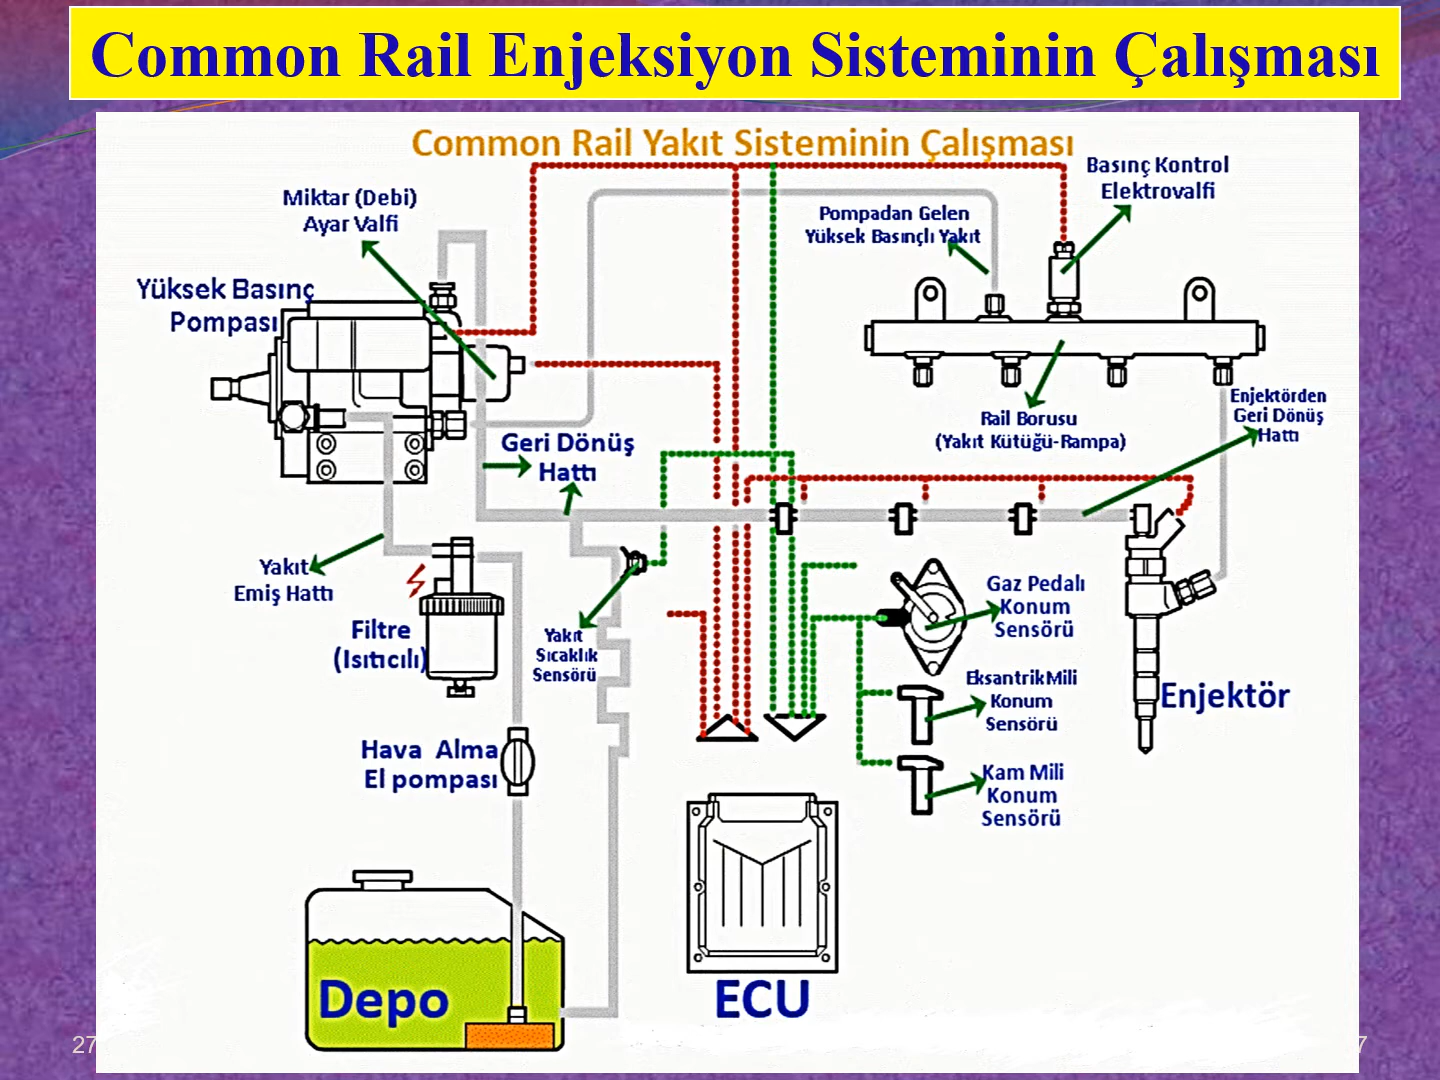 Common Rail Enjeksiyon Sisteminin Çalışması
Common Rail Yakıt Sisteminin Çalışması
Basınç Kontrol
Elektrovalfi
Miktar (Debi)
Ayar Valfi
Pompadan Gelen
Yüksek Basınçlı Yakıt
Yüksek Basınç
Pompası
Enjektörden
Geri Dönüş
Hattı
Rail Borusu
(Yakıt Kütüğü-Rampa)
Geri Dönüş
Hattı
Yakıt
Emiş Hattı
Gaz Pedalı
Konum
Sensörü
Filtre
(Isıtıcılı)
Yakıt
Sıcaklık
Sensörü
Eksantrik Mili
Konum
Sensörü
Enjektör
Hava Alma
El pompası
Kam Mili
Konum
Sensörü
Depo
ECU
27
7